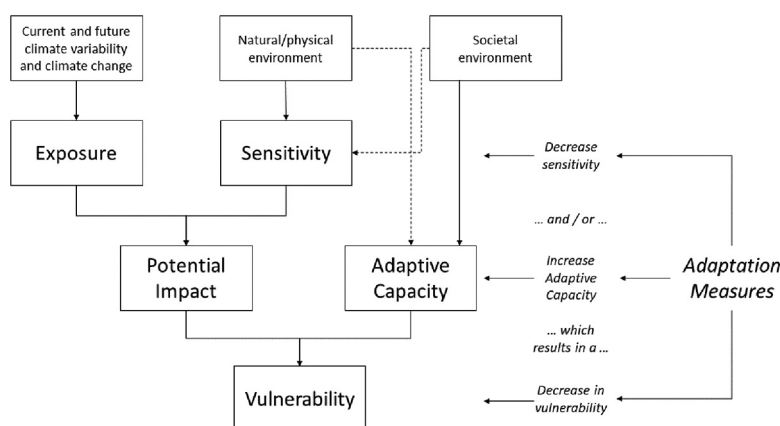 Current and future
climate variability
and climate change
Natural/physical
environment
Societal
environment
Exposure
Sensitivity
Decrease
sensitivity
... and / or ...
Potential
Impact
Adaptive
Capacity
Increase
Adaptive
Capacity
Adaptation
Measures
... which
results in a ...
Vulnerability
Decrease in
vulnerability